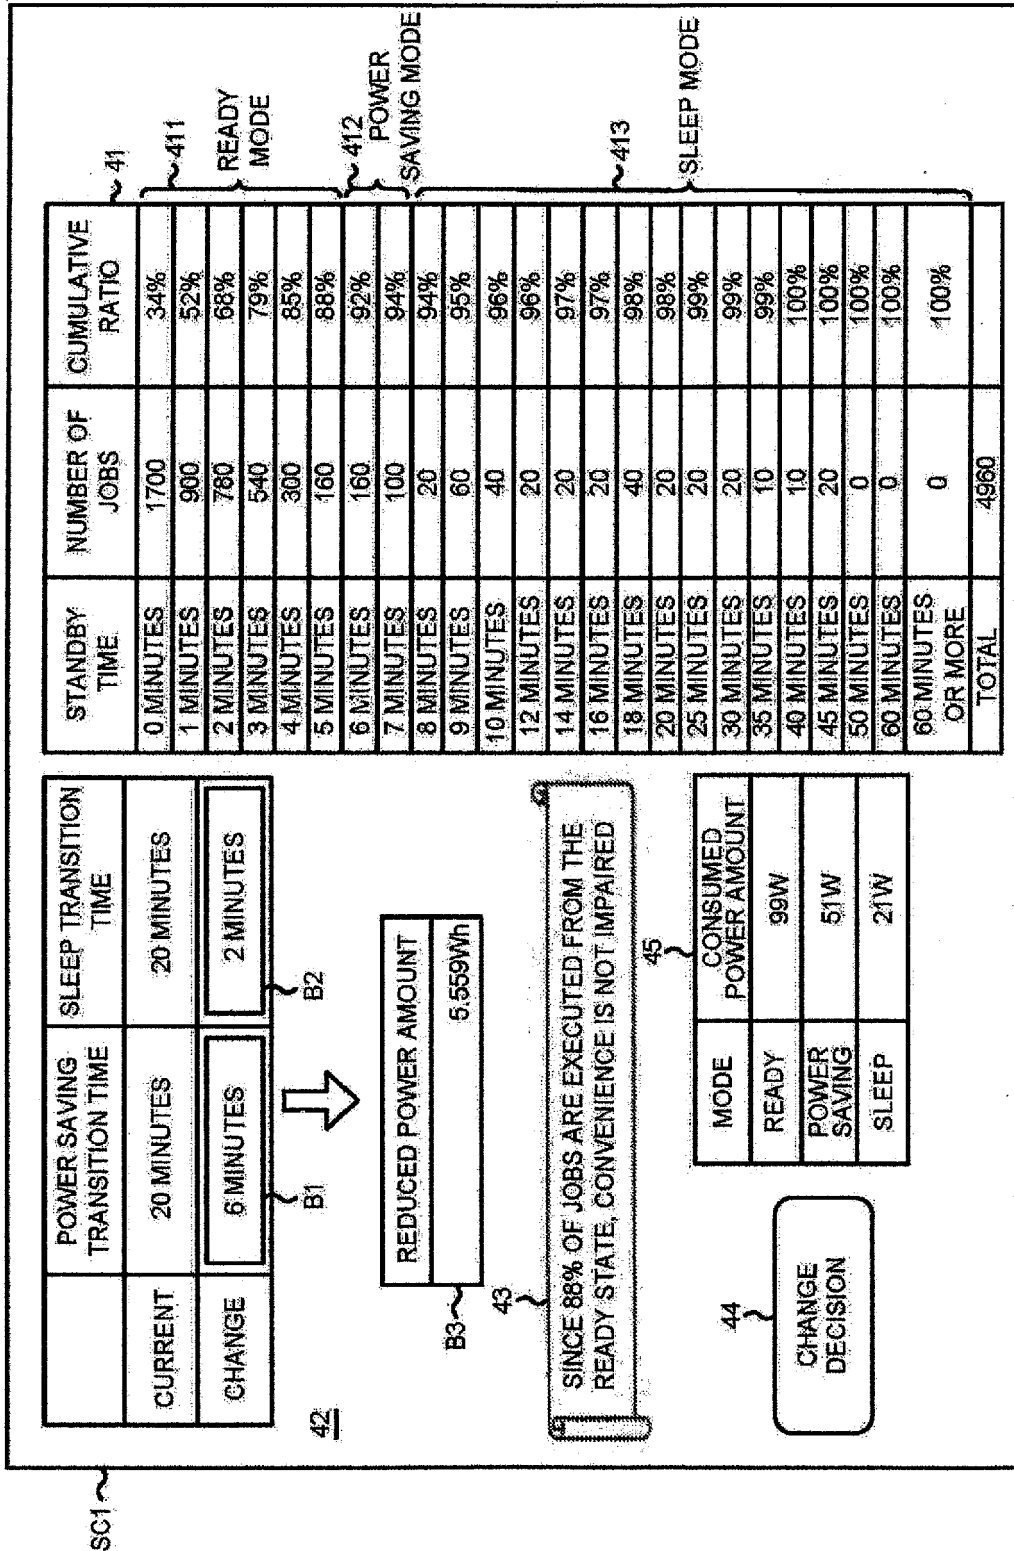 SC1
POWER SAVING TRANSITION TIME
SLEEP TRANSITION TIME
CURRENT
20 MINUTES
20 MINUTES
CHANGE
6 MINUTES
2 MINUTES
42
B1
B2
REDUCED POWER AMOUNT
5.559Wh
B3
43
SINCE 88% OF JOBS ARE EXECUTED FROM THE
READY STATE, CONVENIENCE IS NOT IMPAIRED
44
CHANGE
DECISION
45
MODE
CONSUMED POWER AMOUNT
READY
99W
POWER SAVING
51W
SLEEP
21W
STANDBY TIME
NUMBER OF JOBS
CUMULATIVE RATIO
41
0 MINUTES 1700 34%
1 MINUTES 900 52%
2 MINUTES 780 68%
3 MINUTES 540 79%
4 MINUTES 300 85%
5 MINUTES 160 88%
6 MINUTES 160 92%
7 MINUTES 100 94%
8 MINUTES 20 94%
9 MINUTES 60 95%
10 MINUTES 40 96%
12 MINUTES 20 96%
14 MINUTES 20 97%
16 MINUTES 20 97%
18 MINUTES 40 98%
20 MINUTES 20 98%
25 MINUTES 20 99%
30 MINUTES 20 99%
35 MINUTES 10 99%
40 MINUTES 10 100%
45 MINUTES 20 100%
50 MINUTES 0 100%
60 MINUTES 0 100%
60 MINUTES OR MORE 0 100%
TOTAL 4960
411
READY
MODE
412
POWER
SAVING MODE
413
SLEEP MODE